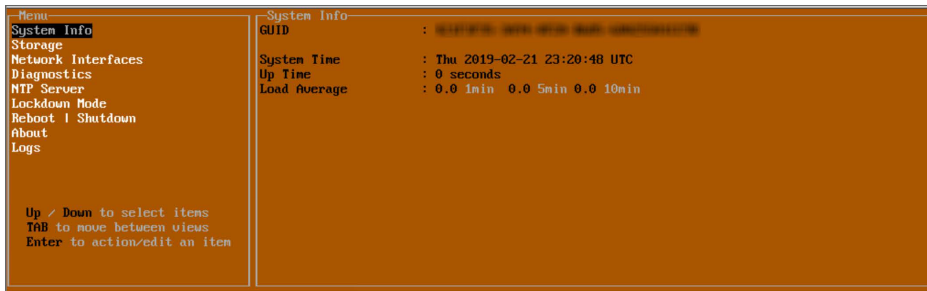 Menu
System Info
Storage
Network Interfaces
Diagnostics
NTP Server
Lockdown Mode
Reboot | Shutdown
About
Logs
Up / Down to select items
TAB to move between views
Enter to action/edit an item
System Info
GUID :
System Time : Thu 2019-02-21 23:20:48 UTC
Up Time : 0 seconds
Load Average : 0.0 1min 0.0 5min 0.0 10min